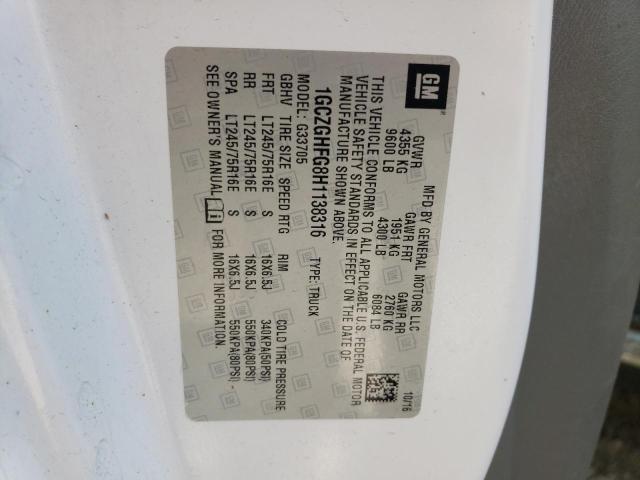 GM
MFD BY GENERAL MOTORS LLC 10/16
GVWR GAWR FRT GAWR RR
4355 KG 1951 KG 2760 KG
9600 LB 4300 LB 6084 LB
THIS VEHICLE CONFORMS TO ALL APPLICABLE U.S. FEDERAL MOTOR
VEHICLE SAFETY STANDARDS IN EFFECT ON THE DATE OF
MANUFACTURE SHOWN ABOVE.
1GCZGHFG8H1138316 TYPE: TRUCK
MODEL: G33705
GBHV TIRE SIZE SPEED RTG RIM COLD TIRE PRESSURE
FRT LT245/75R16E S 16X6.5J 340KPA(50PSI)
RR LT245/75R16E S 16X6.5J 550KPA(80PSI)
SPA LT245/75R16E S 16X6.5J 550KPA(80PSI)
SEE OWNER'S MANUAL FOR MORE INFORMATION.